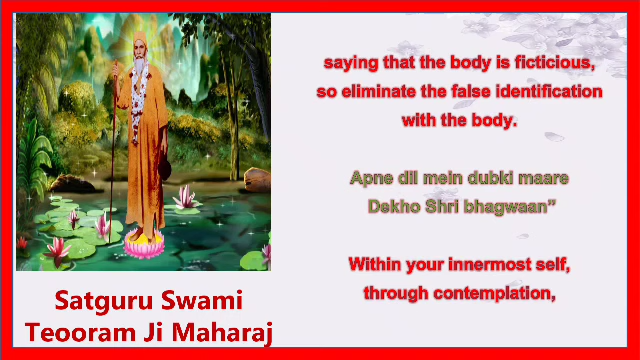 saying that the body is ficticious,
so eliminate the false identification
with the body.
Apne dil mein dubki maare
Dekho Shri bhagwaan”
Within your innermost self,
through contemplation,
Satguru Swami
Teooram Ji Maharaj